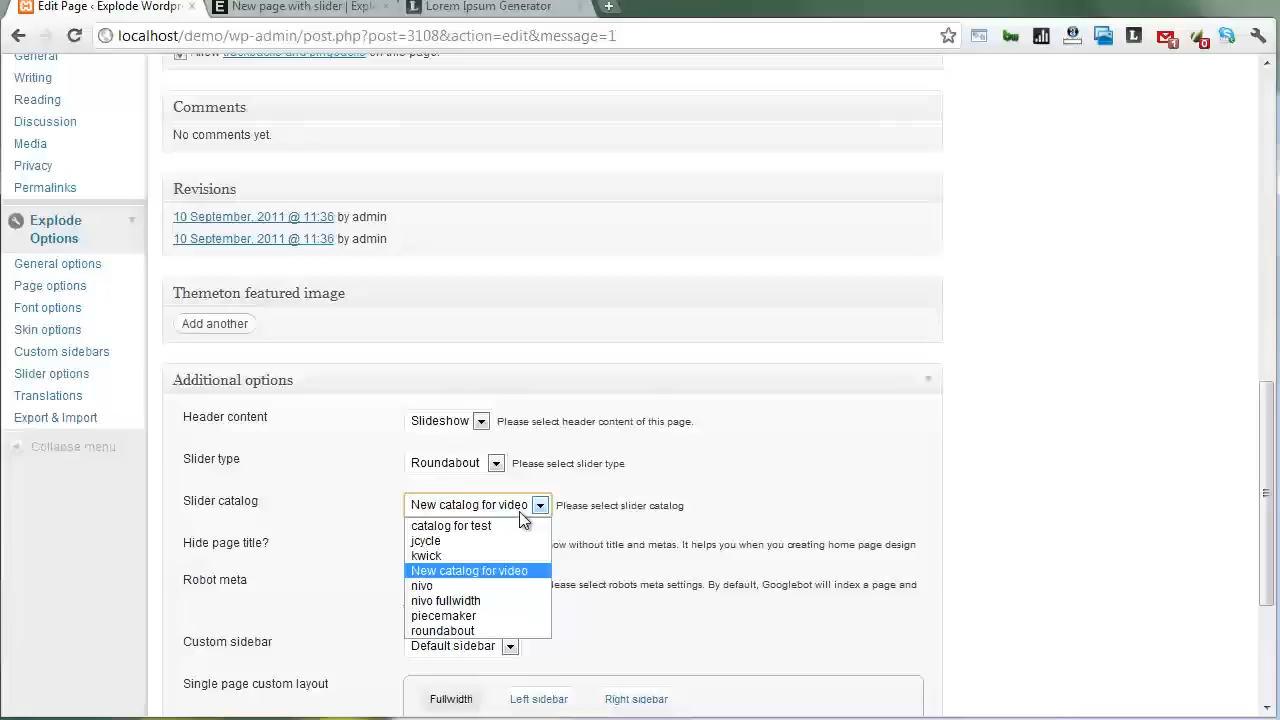 Edit Page ‹ Explode Wordpr
New page with slider | Expl
Lorem Ipsum Generator
localhost/demo/wp-admin/post.php?post=3108&action=edit&message=1
General
Writing
Reading
Discussion
Media
Privacy
Permalinks
Explode
Options
General options
Page options
Font options
Skin options
Custom sidebars
Slider options
Translations
Export & Import
Collapse menu
Allow trackbacks and pingbacks on this page.
Comments
No comments yet.
Revisions
10 September, 2011 @ 11:36 by admin
10 September, 2011 @ 11:36 by admin
Themeton featured image
Add another
Additional options
Header content Slideshow Please select header content of this page.
Slider type Roundabout Please select slider type
Slider catalog New catalog for video Please select slider catalog
catalog for test
jcycle
kwick
New catalog for video
nivo
nivo fullwidth
piecemaker
roundabout
Hide page title? ow without title and metas. It helps you when you creating home page design
Robot meta lease select robots meta settings. By default, Googlebot will index a page and
Custom sidebar Default sidebar
Single page custom layout
Fullwidth Left sidebar Right sidebar